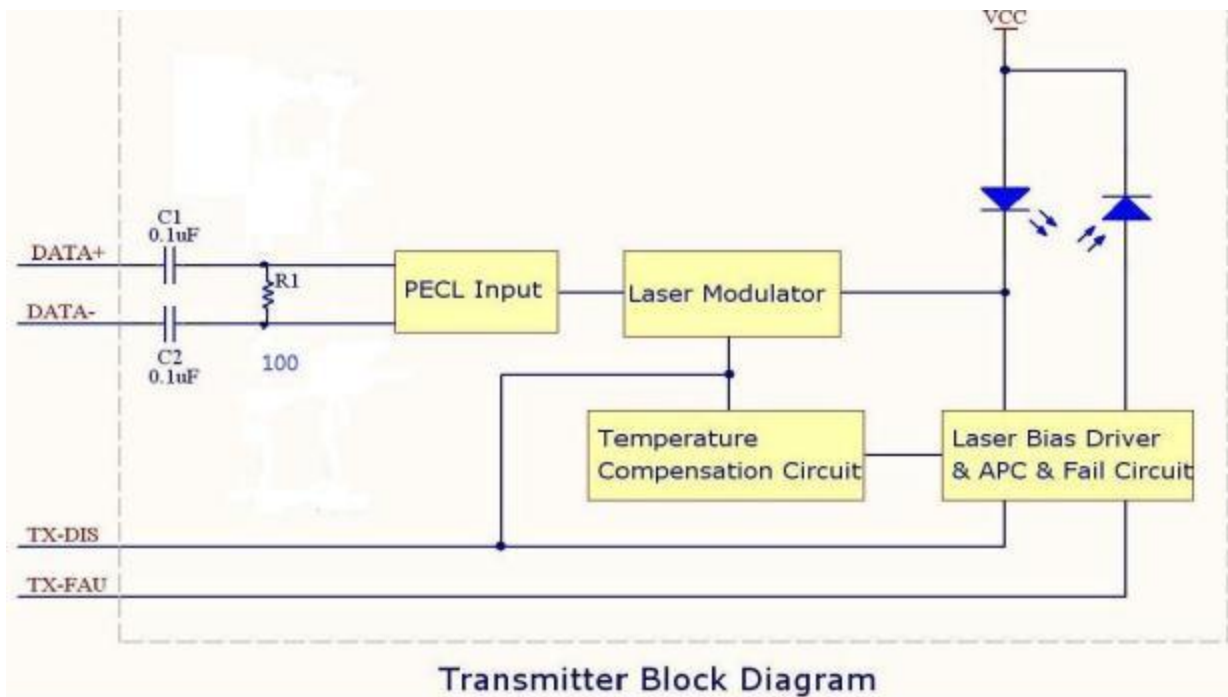 VCC
C1
0.1uF
DATA+
R1
PECL Input
Laser Modulator
DATA-
C2
0.1uF
100
Temperature
Compensation Circuit
Laser Bias Driver
& APC & Fail Circuit
TX-DIS
TX-FAU
Transmitter Block Diagram